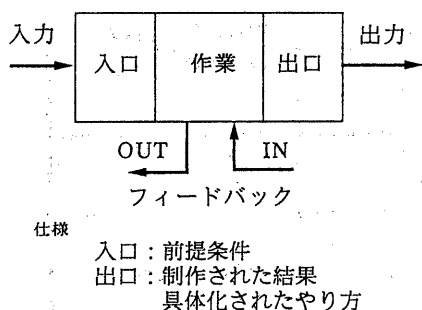 入力
出力
入口
作業
出口
OUT
IN
フィードバック
仕様
入口：前提条件
出口：制作された結果
具体化されたやり方